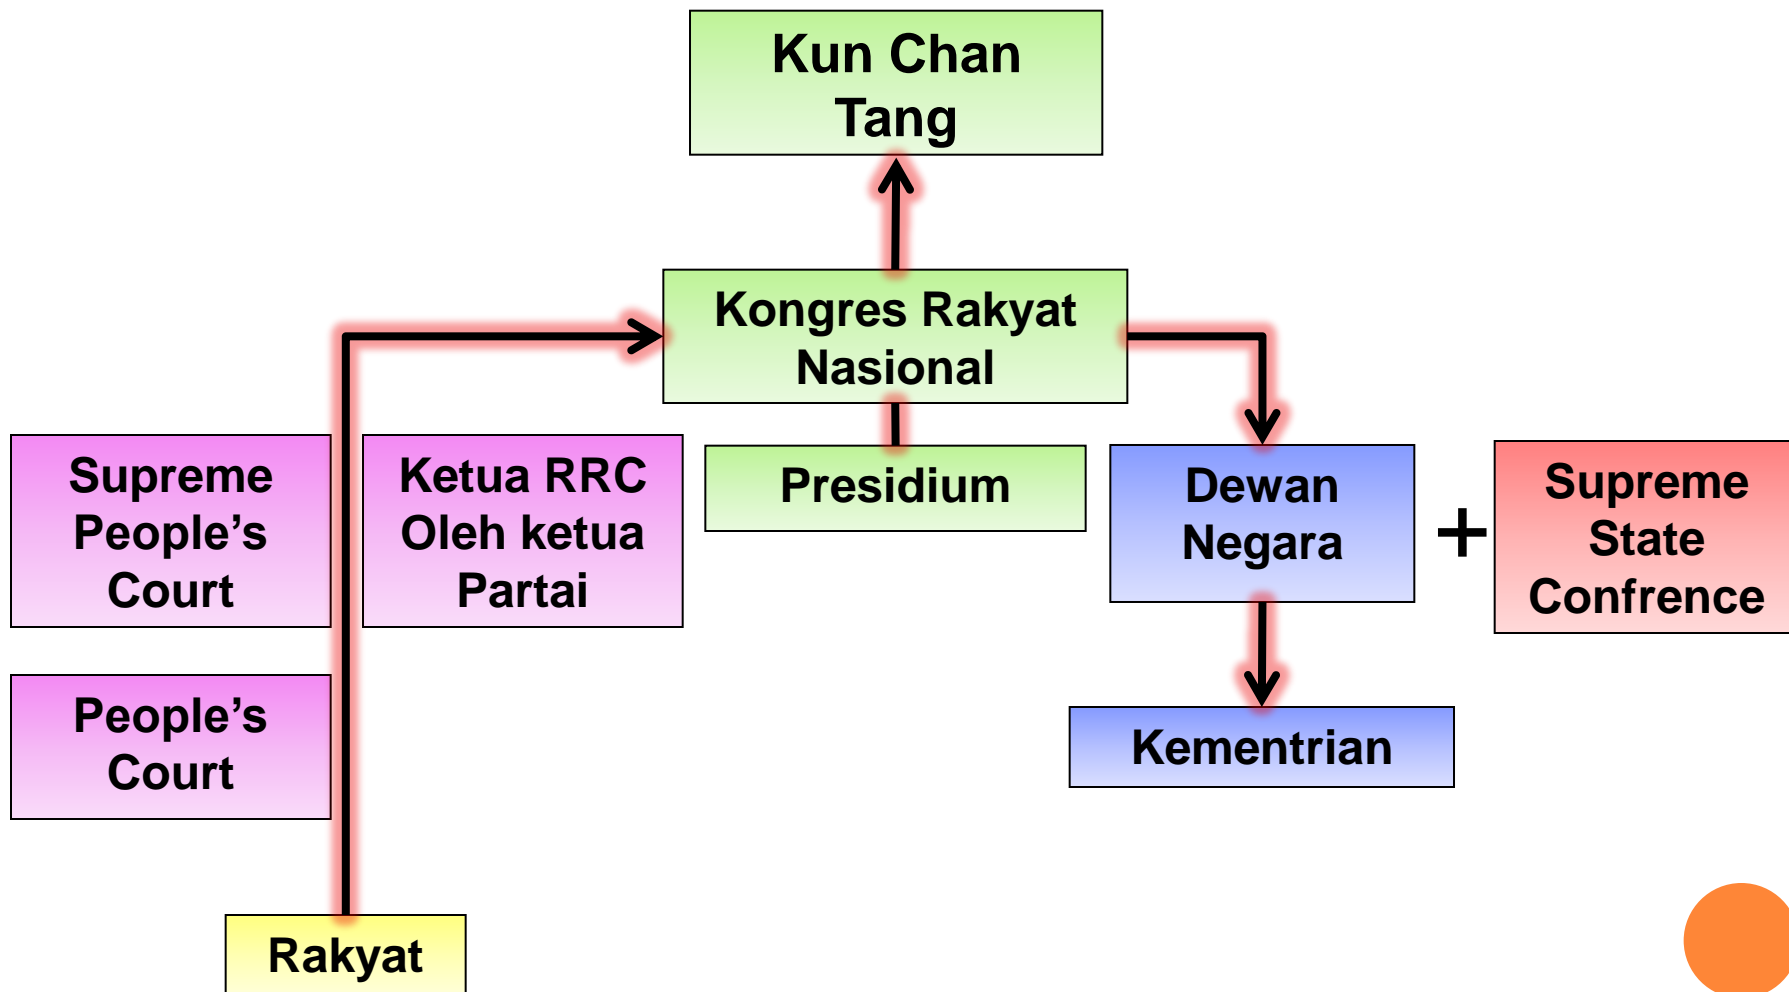 Kun Chan
Tang
Kongres Rakyat
Nasional
Supreme
People’s
Court
Ketua RRC
Oleh ketua
Partai
Presidium
Dewan
Negara
+
Supreme
State
Confrence
People’s
Court
Kementrian
Rakyat